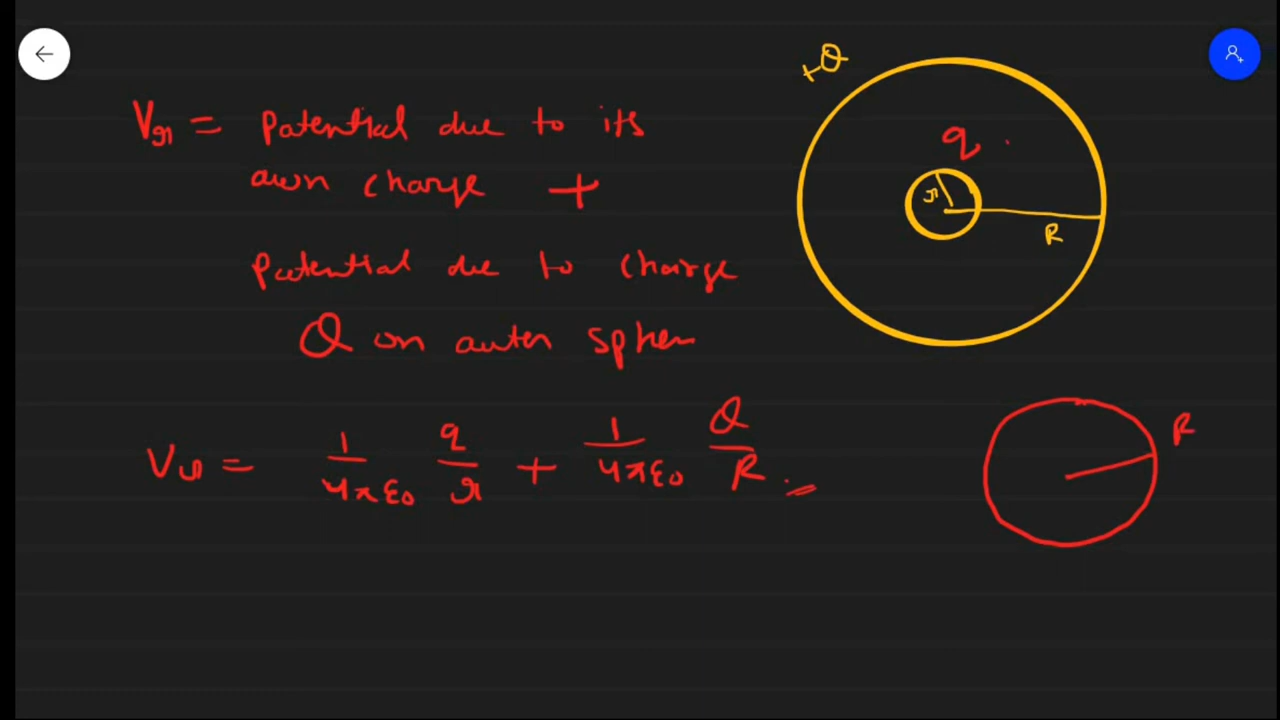 Vr = Potential due to its
own charge +
potential due to charge
Q on outer sphere
Vr = 1/4πε₀ q/r + 1/4πε₀ Q/R .
+Q
q
r
R
R